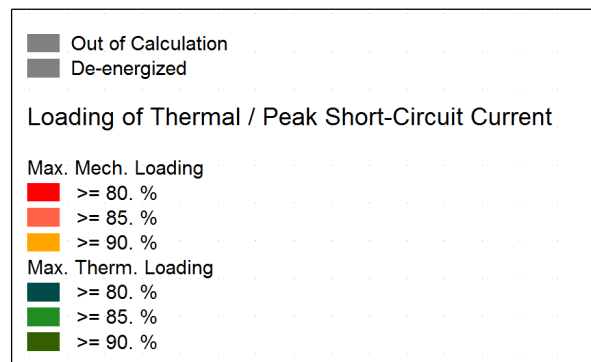 Out of Calculation
De-energized
Loading of Thermal / Peak Short-Circuit Current
Max. Mech. Loading
>= 80. %
>= 85. %
>= 90. %
Max. Therm. Loading
>= 80. %
>= 85. %
>= 90. %